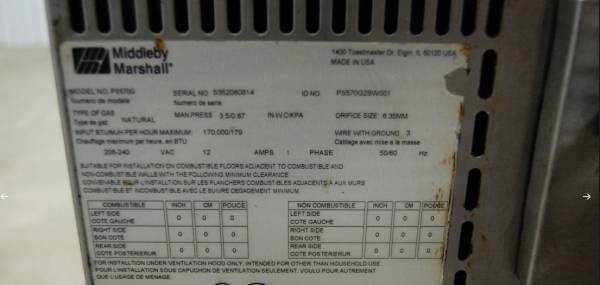 Middleby
Marshall
1400 Toastmaster Dr. Elgin, IL 60120 USA
MADE IN USA
MODEL NO. PS570G SERIAL NO. S352080814 ID NO PS570G28W001
Numero de modele Numero de serie
TYPE OF GAS NATURAL MAN.PRESS 3.5/0.87 IN.W.C/KPA ORIFICE SIZE: 6.35MM
Type de gaz
INPUT BTU/HJH PER HOUR MAXIMUM: 170,000/179 WIRE WITH GROUND 3
Chauffage maximum par heure, en BTU Cablage avec mise a la masse
208-240 VAC 12 AMPS 1 PHASE 50/60 Hz
SUITABLE FOR INSTALLATION ON COMBUSTIBLE FLOORS ADJACENT TO COMBUSTIBLE AND
NON-COMBUSTIBLE WALLS WITH THE FOLLOWING MINIMUM CLEARANCE.
CONVENABLE POUR L'INSTALLATION SUR LES PLANCHERS COMBUSTIBLES ADJACENTS A AUX MURS
COMBUSTIBLE ET INCOMBUSTIBLE AVEC LE SUIVRE DEGAGEMENT MINIMUM.
COMBUSTIBLE INCH CM POUCE NON COMBUSTIBLE INCH CM POUCE
LEFT SIDE LEFT SIDE
COTE GAUCHE 0 0 0 COTE GAUCHE 0 0 0
RIGHT SIDE RIGHT SIDE
BON COTE 0 0 0 BON COTE 0 0 0
REAR SIDE REAR SIDE
COTE POSTERIERUR 0 0 0 COTE POSTERIERUR 0 0 0
FOR INSTALLTION UNDER VENTILATION HOOD ONLY. INTENDED FOR OTHER THAN HOUSEHOLD USE.
POUR L'INSTALLATION SOUS CAPUCHON DE VENTILATION SEULEMENT. VOULU POUR AUTREMENT
QUE L'USAGE DE MENAGE.